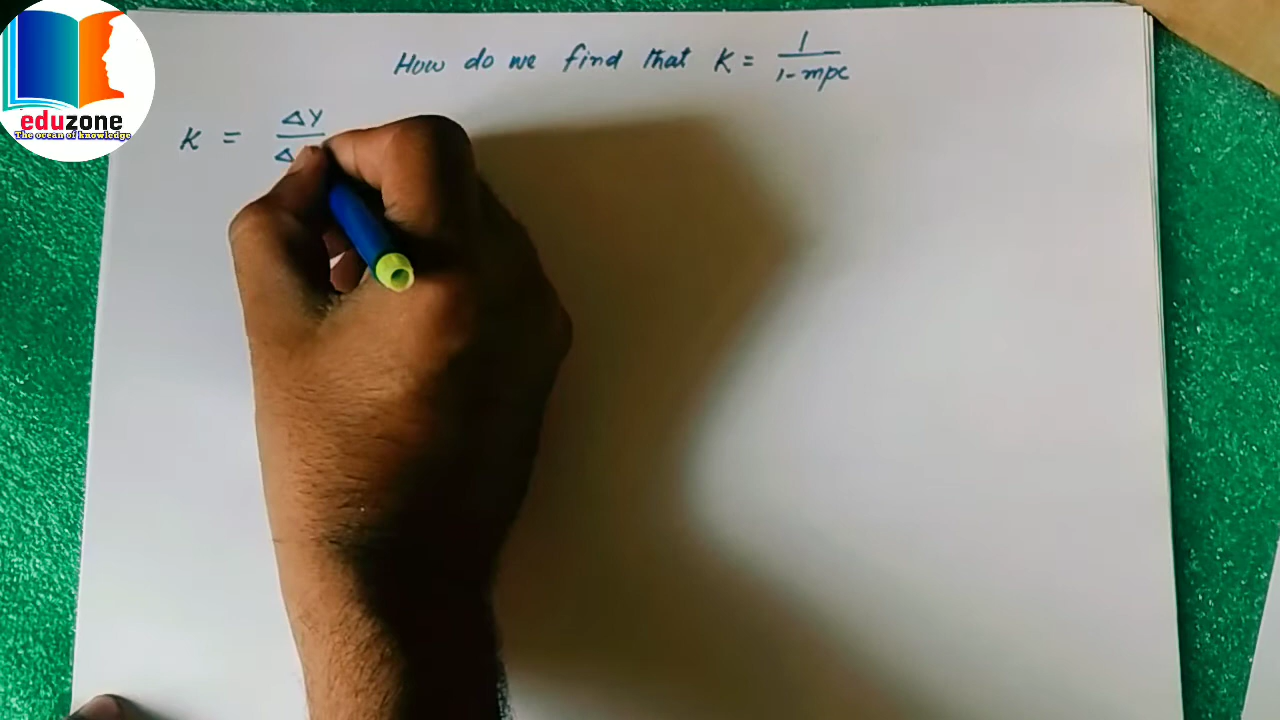 eduzone
The ocean of knowledge
How do we find that K = 1 / 1-mpc
K = ΔY / Δ